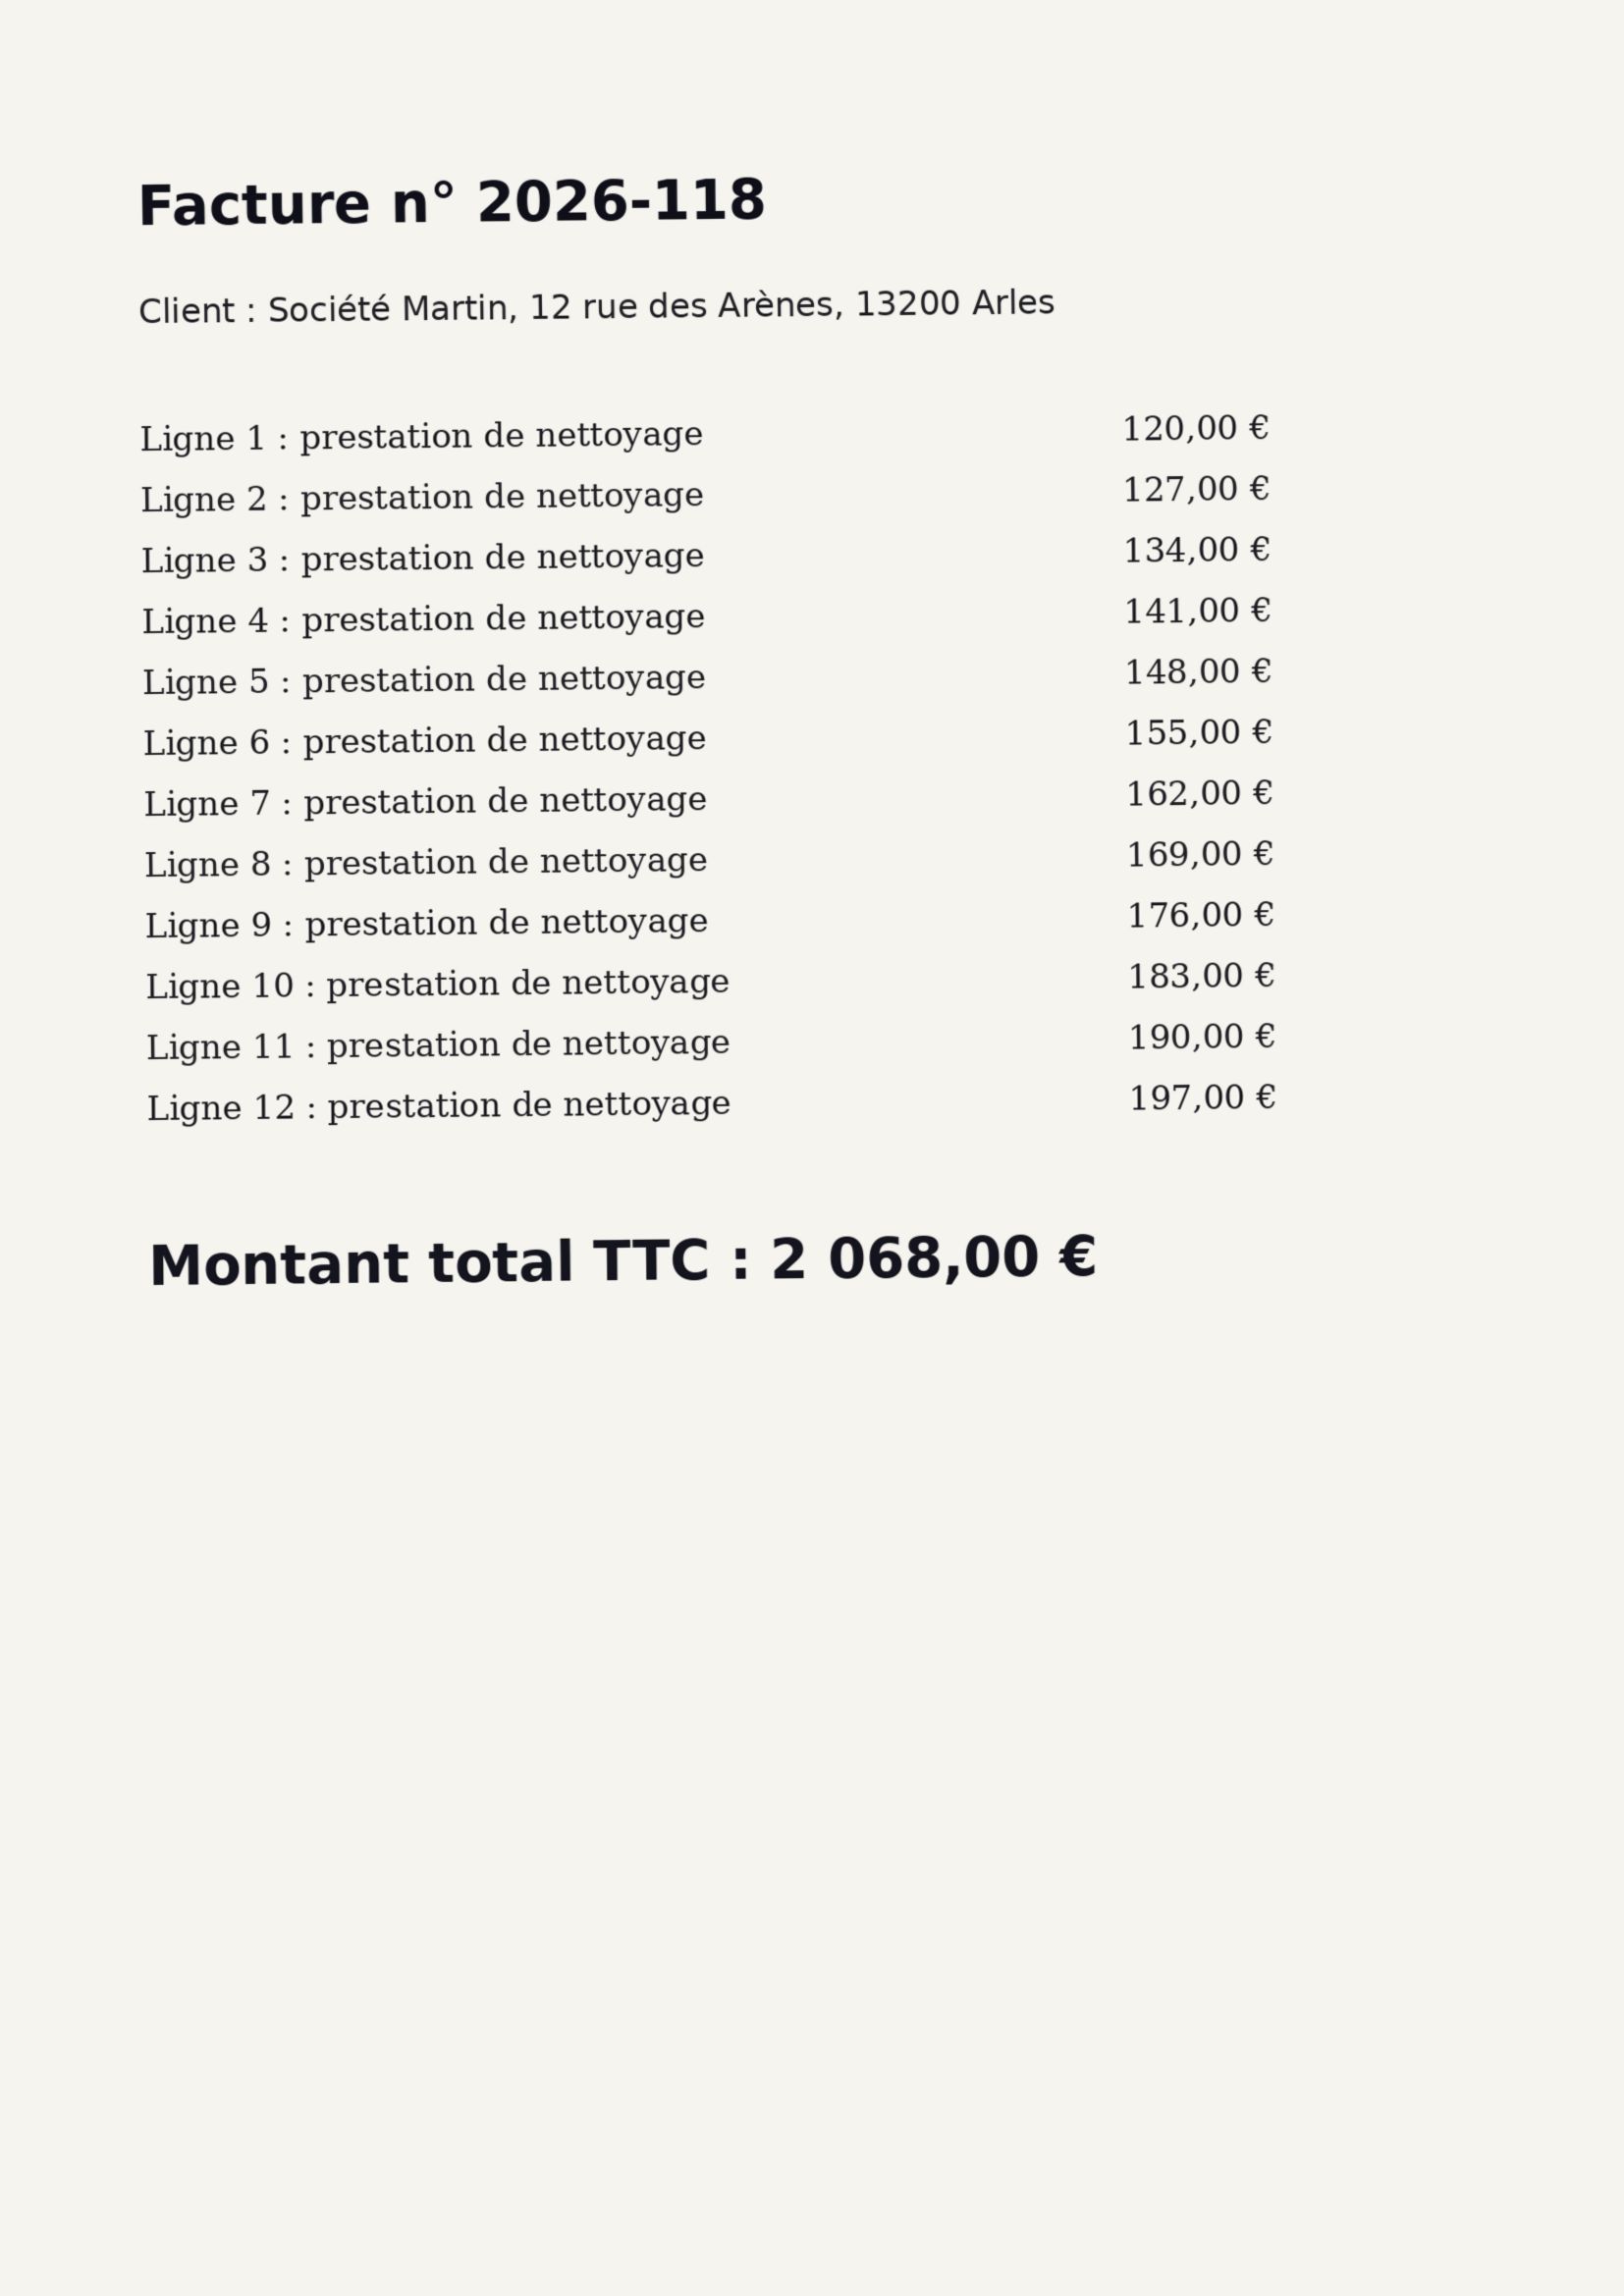 Facture n° 2026-118
Client : Société Martin, 12 rue des Arènes, 13200 Arles
Ligne 1 : prestation de nettoyage 120,00 €
Ligne 2 : prestation de nettoyage 127,00 €
Ligne 3 : prestation de nettoyage 134,00 €
Ligne 4 : prestation de nettoyage 141,00 €
Ligne 5 : prestation de nettoyage 148,00 €
Ligne 6 : prestation de nettoyage 155,00 €
Ligne 7 : prestation de nettoyage 162,00 €
Ligne 8 : prestation de nettoyage 169,00 €
Ligne 9 : prestation de nettoyage 176,00 €
Ligne 10 : prestation de nettoyage 183,00 €
Ligne 11 : prestation de nettoyage 190,00 €
Ligne 12 : prestation de nettoyage 197,00 €
Montant total TTC : 2 068,00 €